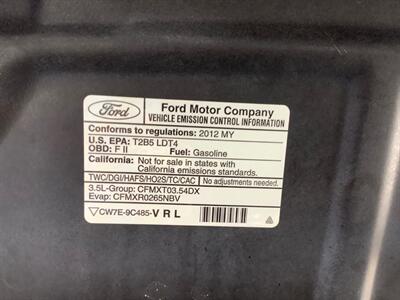 Ford
Ford Motor Company
VEHICLE EMISSION CONTROL INFORMATION
Conforms to regulations: 2012 MY
U.S. EPA: T2B5 LDT4
OBD: F II Fuel: Gasoline
California: Not for sale in states with
California emissions standards.
TWC/DGI/HAFS/HO2S/TC/CAC No adjustments needed.
3.5L-Group: CFMXT03.54DX
Evap: CFMXR0265NBV
CW7E-9C485-V R L